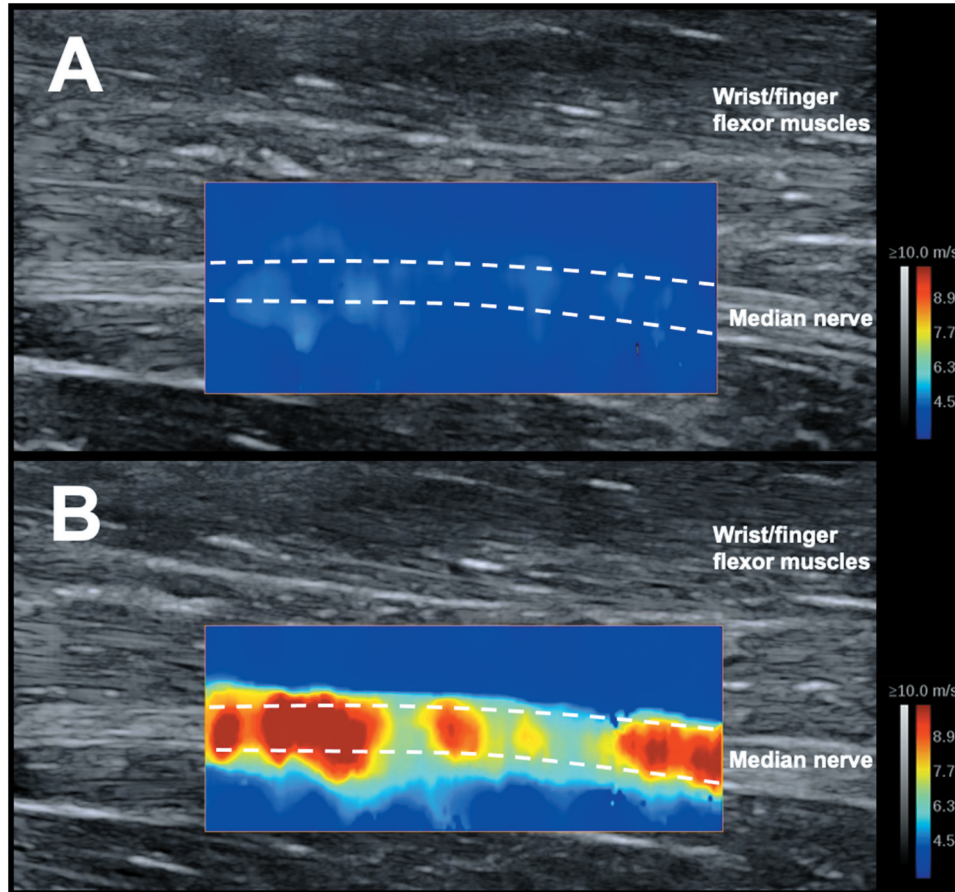 A
Wrist/finger
flexor muscles
≥10.0 m/s
8.9
7.7
6.3
4.5
Median nerve
B
Wrist/finger
flexor muscles
≥10.0 m/s
8.9
7.7
6.3
4.5
Median nerve